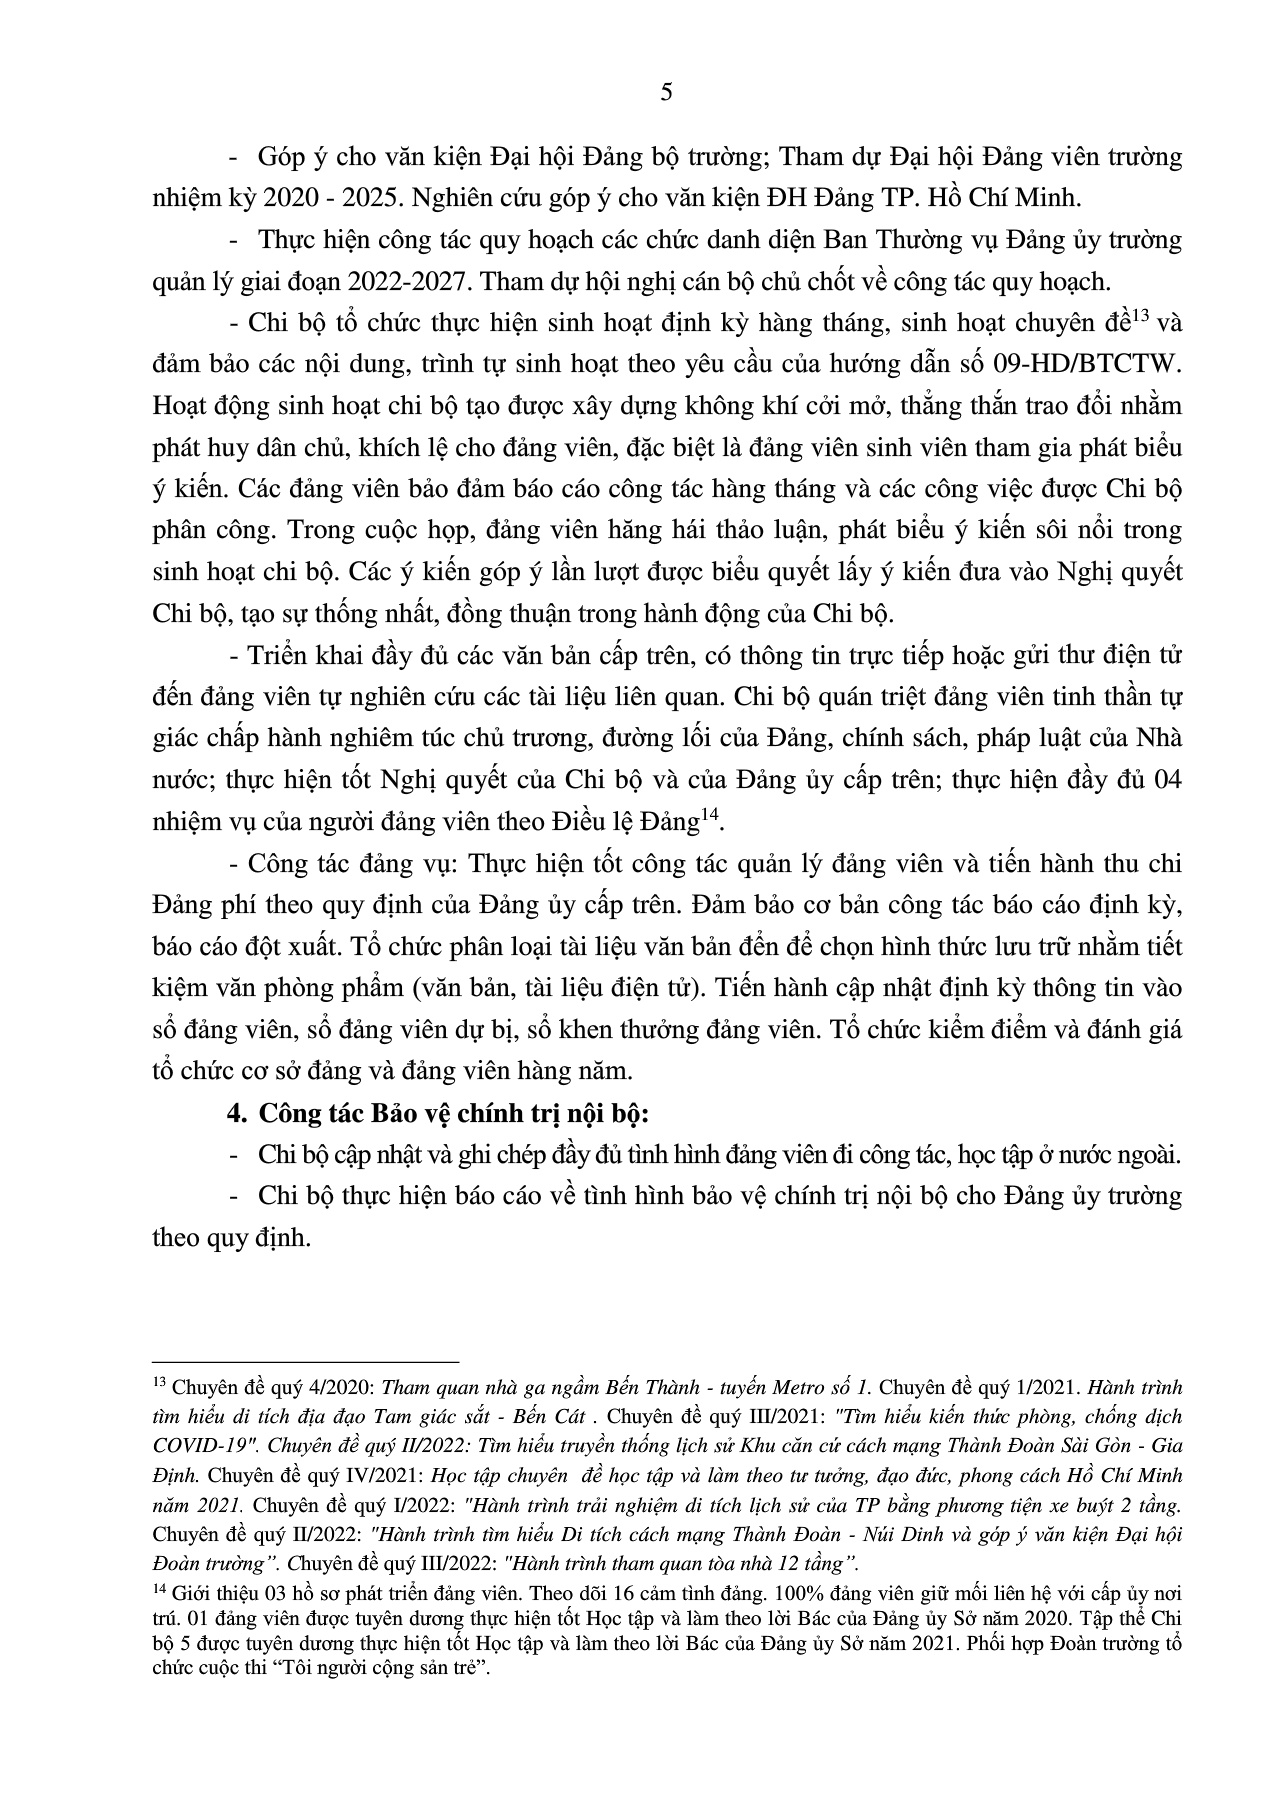 5
- Góp ý cho văn kiện Đại hội Đảng bộ trường; Tham dự Đại hội Đảng viên trường
nhiệm kỳ 2020 - 2025. Nghiên cứu góp ý cho văn kiện ĐH Đảng TP. Hồ Chí Minh.
- Thực hiện công tác quy hoạch các chức danh diện Ban Thường vụ Đảng ủy trường
quản lý giai đoạn 2022-2027. Tham dự hội nghị cán bộ chủ chốt về công tác quy hoạch.
- Chi bộ tổ chức thực hiện sinh hoạt định kỳ hàng tháng, sinh hoạt chuyên đề¹³ và
đảm bảo các nội dung, trình tự sinh hoạt theo yêu cầu của hướng dẫn số 09-HD/BTCTW.
Hoạt động sinh hoạt chi bộ tạo được xây dựng không khí cởi mở, thẳng thắn trao đổi nhằm
phát huy dân chủ, khích lệ cho đảng viên, đặc biệt là đảng viên sinh viên tham gia phát biểu
ý kiến. Các đảng viên bảo đảm báo cáo công tác hàng tháng và các công việc được Chi bộ
phân công. Trong cuộc họp, đảng viên hăng hái thảo luận, phát biểu ý kiến sôi nổi trong
sinh hoạt chi bộ. Các ý kiến góp ý lần lượt được biểu quyết lấy ý kiến đưa vào Nghị quyết
Chi bộ, tạo sự thống nhất, đồng thuận trong hành động của Chi bộ.
- Triển khai đầy đủ các văn bản cấp trên, có thông tin trực tiếp hoặc gửi thư điện tử
đến đảng viên tự nghiên cứu các tài liệu liên quan. Chi bộ quán triệt đảng viên tinh thần tự
giác chấp hành nghiêm túc chủ trương, đường lối của Đảng, chính sách, pháp luật của Nhà
nước; thực hiện tốt Nghị quyết của Chi bộ và của Đảng ủy cấp trên; thực hiện đầy đủ 04
nhiệm vụ của người đảng viên theo Điều lệ Đảng¹⁴.
- Công tác đảng vụ: Thực hiện tốt công tác quản lý đảng viên và tiến hành thu chi
Đảng phí theo quy định của Đảng ủy cấp trên. Đảm bảo cơ bản công tác báo cáo định kỳ,
báo cáo đột xuất. Tổ chức phân loại tài liệu văn bản đển để chọn hình thức lưu trữ nhằm tiết
kiệm văn phòng phẩm (văn bản, tài liệu điện tử). Tiến hành cập nhật định kỳ thông tin vào
sổ đảng viên, sổ đảng viên dự bị, sổ khen thưởng đảng viên. Tổ chức kiểm điểm và đánh giá
tổ chức cơ sở đảng và đảng viên hàng năm.
4. Công tác Bảo vệ chính trị nội bộ:
- Chi bộ cập nhật và ghi chép đầy đủ tình hình đảng viên đi công tác, học tập ở nước ngoài.
- Chi bộ thực hiện báo cáo về tình hình bảo vệ chính trị nội bộ cho Đảng ủy trường
theo quy định.
¹³ Chuyên đề quý 4/2020: Tham quan nhà ga ngầm Bến Thành - tuyến Metro số 1. Chuyên đề quý 1/2021. Hành trình
tìm hiểu di tích địa đạo Tam giác sắt - Bến Cát . Chuyên đề quý III/2021: "Tìm hiểu kiến thức phòng, chống dịch
COVID-19". Chuyên đề quý II/2022: Tìm hiểu truyền thống lịch sử Khu căn cứ cách mạng Thành Đoàn Sài Gòn - Gia
Định. Chuyên đề quý IV/2021: Học tập chuyên đề học tập và làm theo tư tưởng, đạo đức, phong cách Hồ Chí Minh
năm 2021. Chuyên đề quý I/2022: "Hành trình trải nghiệm di tích lịch sử của TP bằng phương tiện xe buýt 2 tầng.
Chuyên đề quý II/2022: "Hành trình tìm hiểu Di tích cách mạng Thành Đoàn - Núi Dinh và góp ý văn kiện Đại hội
Đoàn trường”. Chuyên đề quý III/2022: "Hành trình tham quan tòa nhà 12 tầng”.
¹⁴ Giới thiệu 03 hồ sơ phát triển đảng viên. Theo dõi 16 cảm tình đảng. 100% đảng viên giữ mối liên hệ với cấp ủy nơi
trú. 01 đảng viên được tuyên dương thực hiện tốt Học tập và làm theo lời Bác của Đảng ủy Sở năm 2020. Tập thể Chi
bộ 5 được tuyên dương thực hiện tốt Học tập và làm theo lời Bác của Đảng ủy Sở năm 2021. Phối hợp Đoàn trường tổ
chức cuộc thi “Tôi người cộng sản trẻ”.